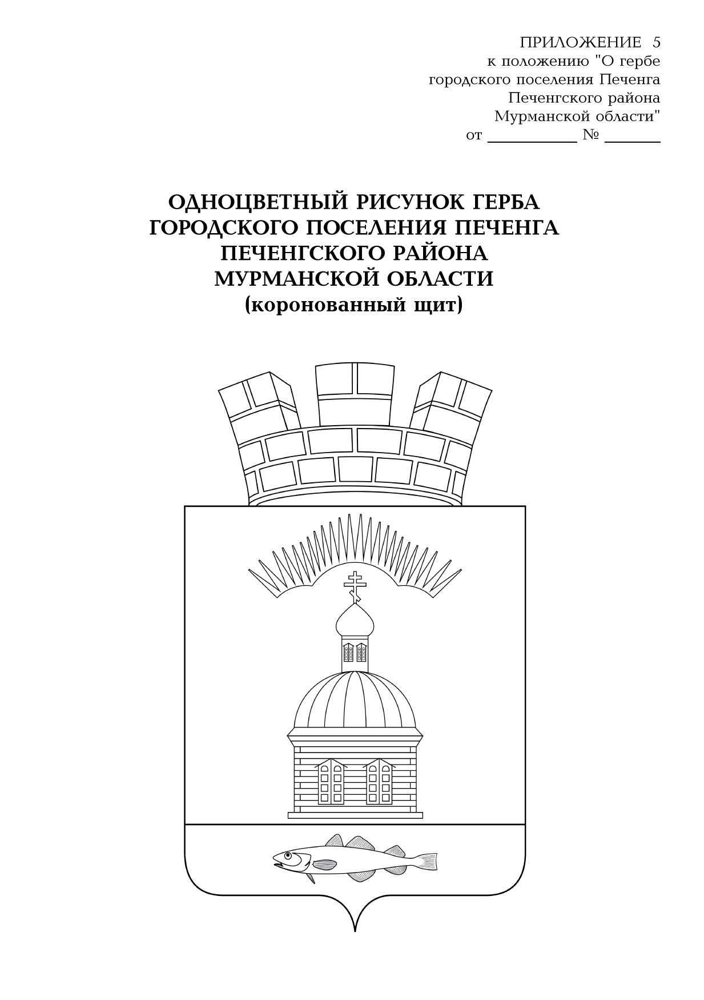 ПРИЛОЖЕНИЕ 5
к положению "О гербе
городского поселения Печенга
Печенгского района
Мурманской области"
от ____________ № ________
ОДНОЦВЕТНЫЙ РИСУНОК ГЕРБА
ГОРОДСКОГО ПОСЕЛЕНИЯ ПЕЧЕНГА
ПЕЧЕНГСКОГО РАЙОНА
МУРМАНСКОЙ ОБЛАСТИ
(коронованный щит)